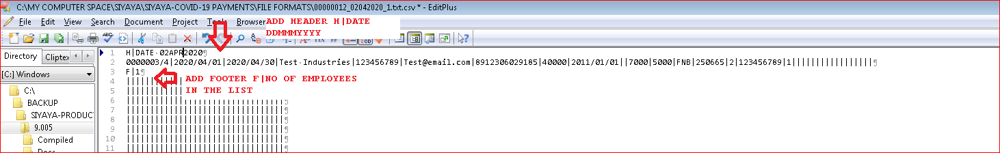 C:\MY COMPUTER SPACE\SIYAYA\SIYAYA-COVID-19 PAYMENTS\FILE FORMATS\00000012_02042020_1.txt.csv * - EditPlus
File Edit View Search Document Project Tools Browser
ADD HEADER H|DATE
DDMMMYYYY
Directory Cliptex
[C:] Windows
C:\
BACKUP
SIYAYA-PRODUC
9.005
Compiled
1 H|DATE 02APR2020
2 0000003/4|2020/04/01|2020/04/30|Test Industries|123456789|Test@email.com|8912306029185|40000|2011/01/01||7000|5000|FNB|250665|2|123456789|1|||||||||||||||||
3 F|1
4
5
6
7
8
9
10
11
ADD FOOTER F|NO OF EMPLOYEES
IN THE LIST